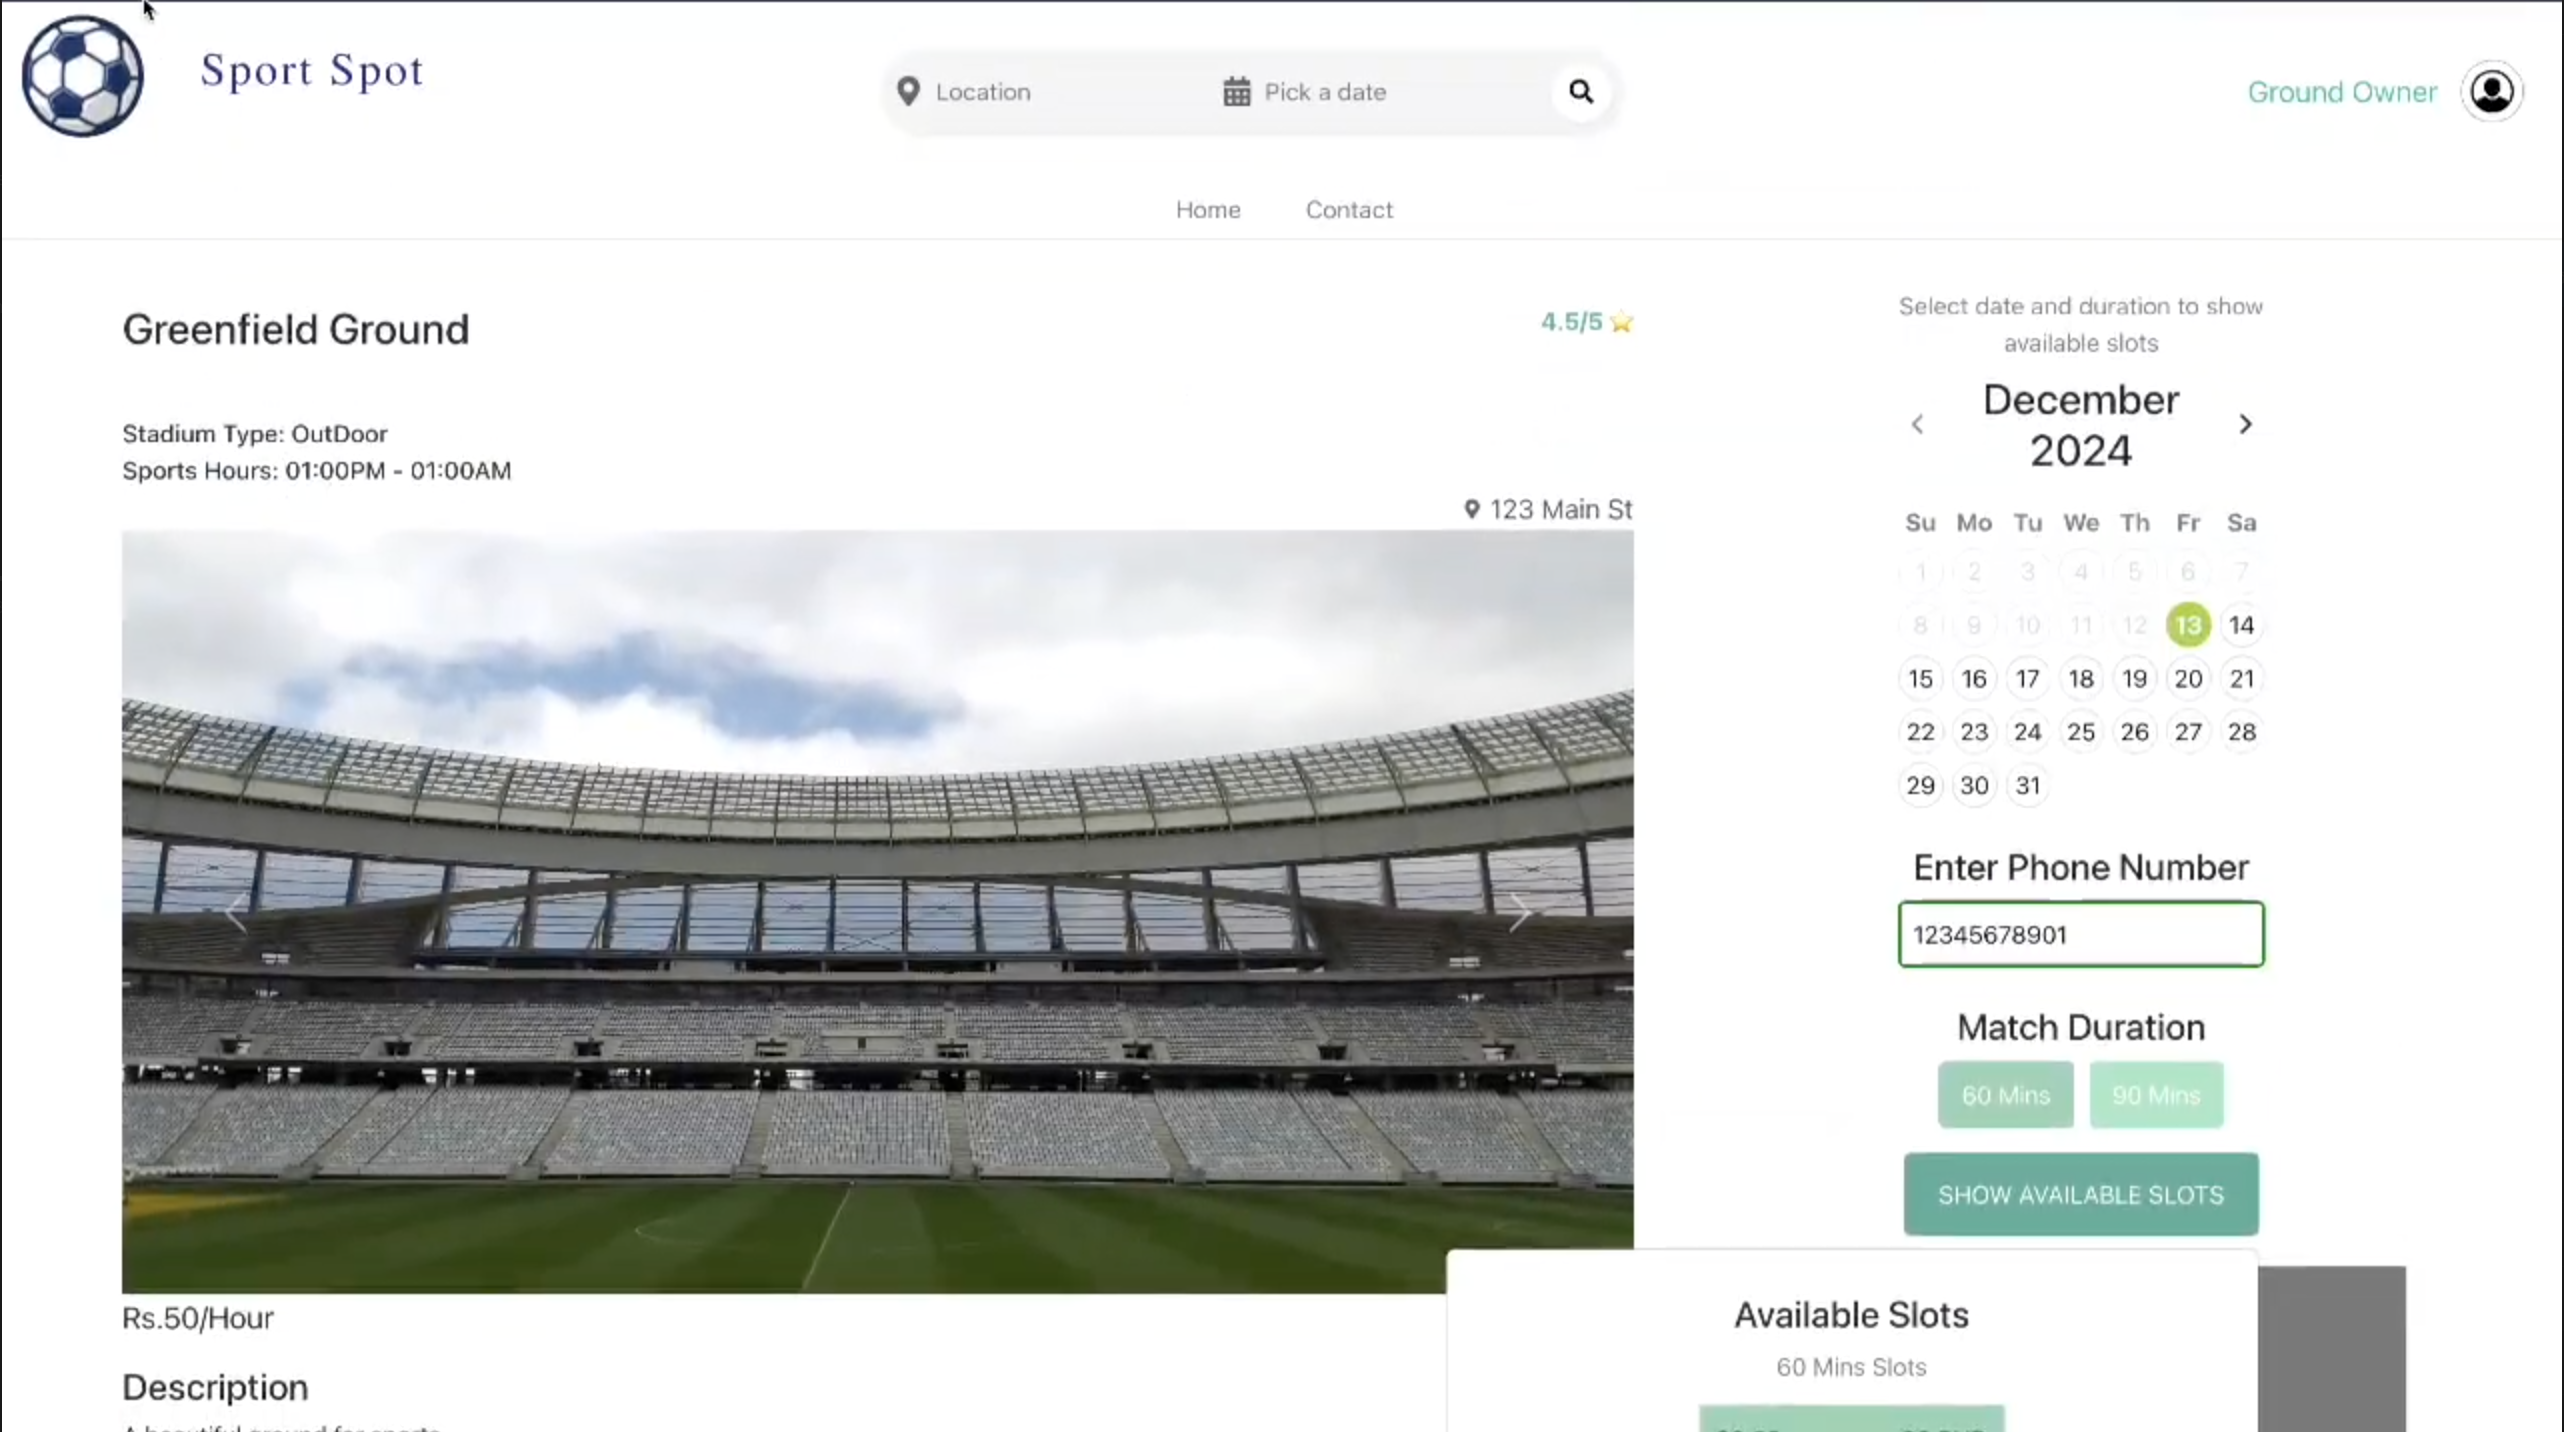 Sport Spot
Location
Pick a date
Ground Owner
Home
Contact
Greenfield Ground
4.5/5
Stadium Type: OutDoor
Sports Hours: 01:00PM - 01:00AM
123 Main St
Rs.50/Hour
Description
Select date and duration to show
available slots
December
2024
Su Mo Tu We Th Fr Sa
1 2 3 4 5 6 7
8 9 10 11 12 13 14
15 16 17 18 19 20 21
22 23 24 25 26 27 28
29 30 31
Enter Phone Number
12345678901
Match Duration
60 Mins
90 Mins
SHOW AVAILABLE SLOTS
Available Slots
60 Mins Slots